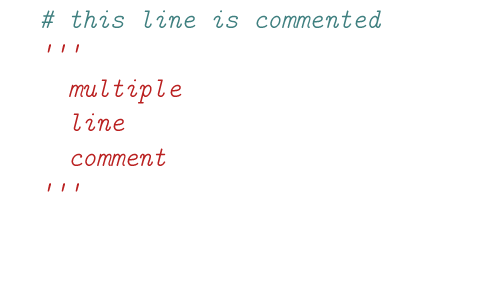 # this line is commented
'''
  multiple
  line
  comment
'''